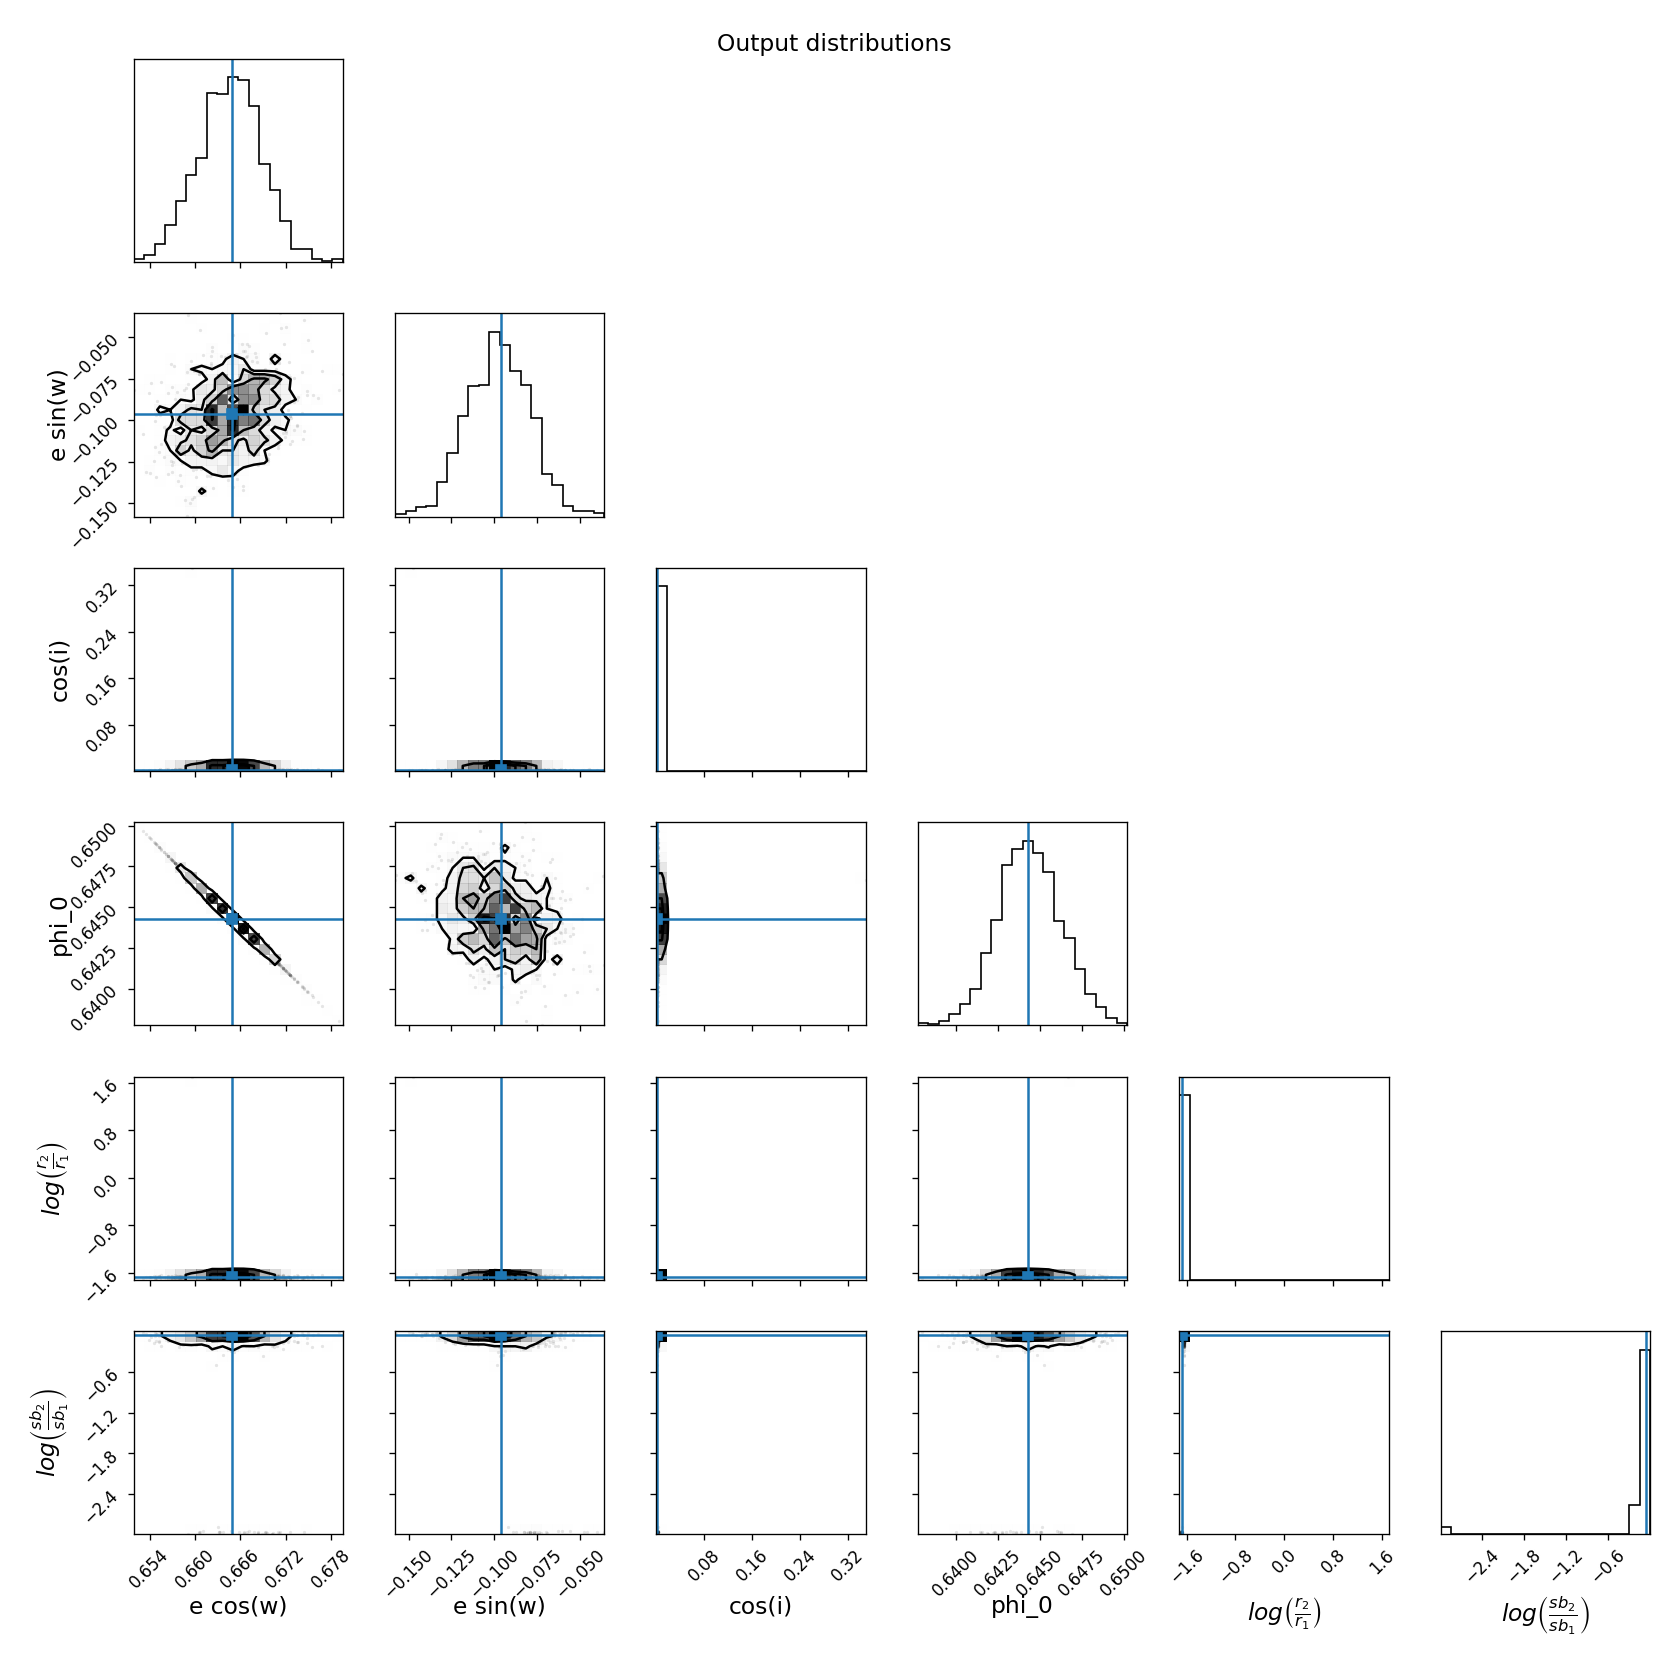 Output distributions
e sin(w)
−0.050
−0.075
−0.100
−0.125
−0.150
cos(i)
0.32
0.24
0.16
0.08
phi_0
0.6500
0.6475
0.6450
0.6425
0.6400
log(r2/r1)
1.6
0.8
0.0
−0.8
−1.6
log(sb2/sb1)
−0.6
−1.2
−1.8
−2.4
0.654 0.660 0.666 0.672 0.678
e cos(w)
−0.150 −0.125 −0.100 −0.075 −0.050
e sin(w)
0.08 0.16 0.24 0.32
cos(i)
0.6400 0.6425 0.6450 0.6475 0.6500
phi_0
−1.6 −0.8 0.0 0.8 1.6
log(r2/r1)
−2.4 −1.8 −1.2 −0.6
log(sb2/sb1)